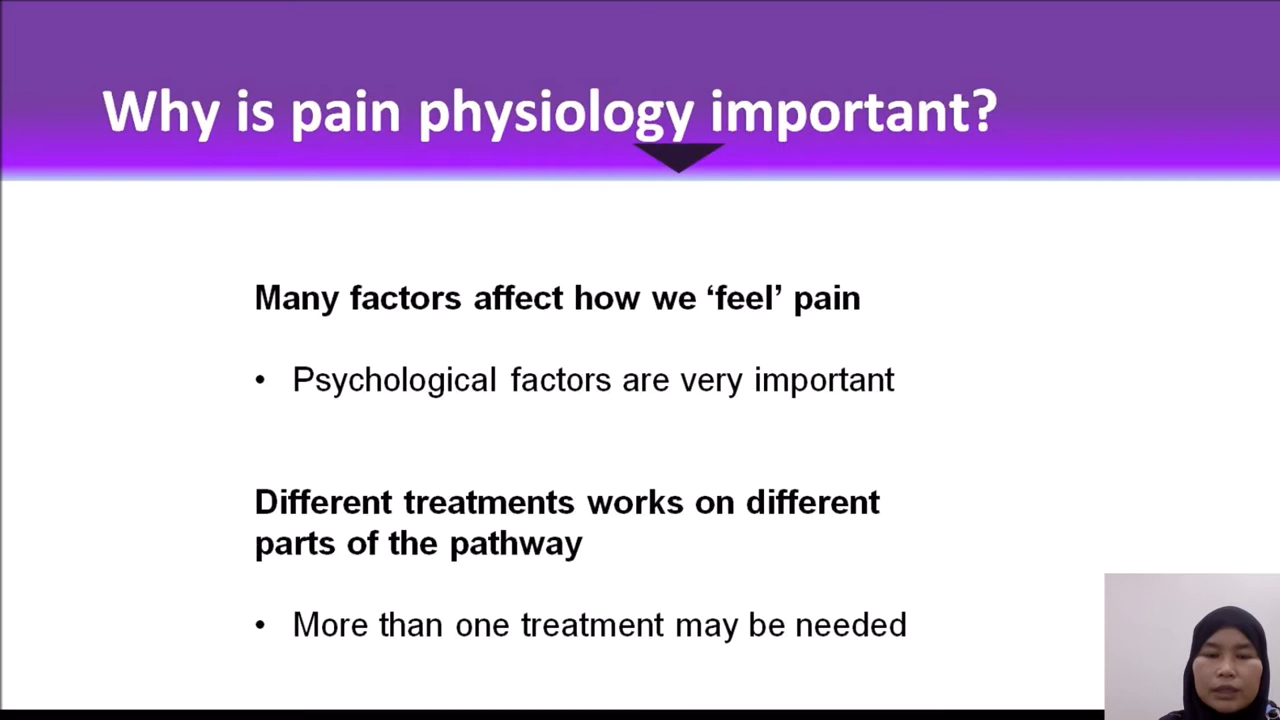 Why is pain physiology important?
Many factors affect how we ‘feel’ pain
• Psychological factors are very important
Different treatments works on different
parts of the pathway
• More than one treatment may be needed